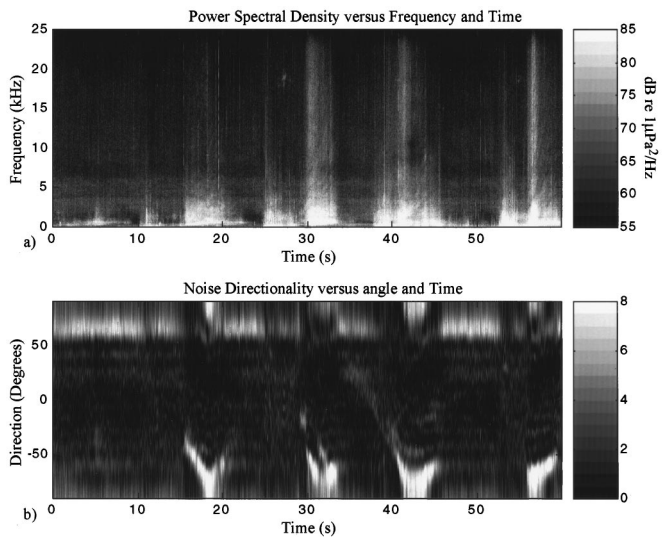 Power Spectral Density versus Frequency and Time
25
20
15
10
5
0
Frequency (kHz)
0 10 20 30 40 50
Time (s)
a)
85
80
75
70
65
60
55
dB re 1μPa²/Hz
Noise Directionality versus angle and Time
50
0
-50
Direction (Degrees)
0 10 20 30 40 50
Time (s)
b)
8
6
4
2
0